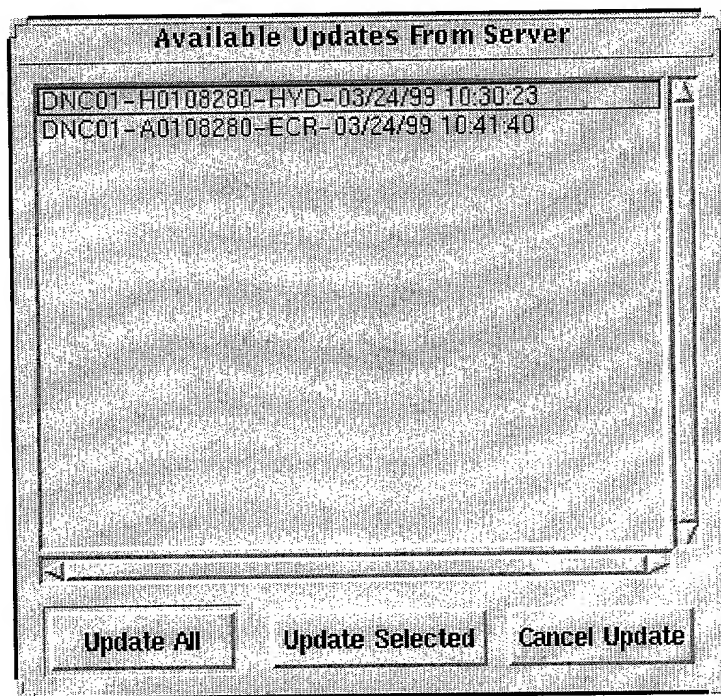 Available Updates From Server
DNC01-H0108280-HYD-03/24/99 10:30:23
DNC01-A0108280-ECR-03/24/99 10:41:40
Update All
Update Selected
Cancel Update